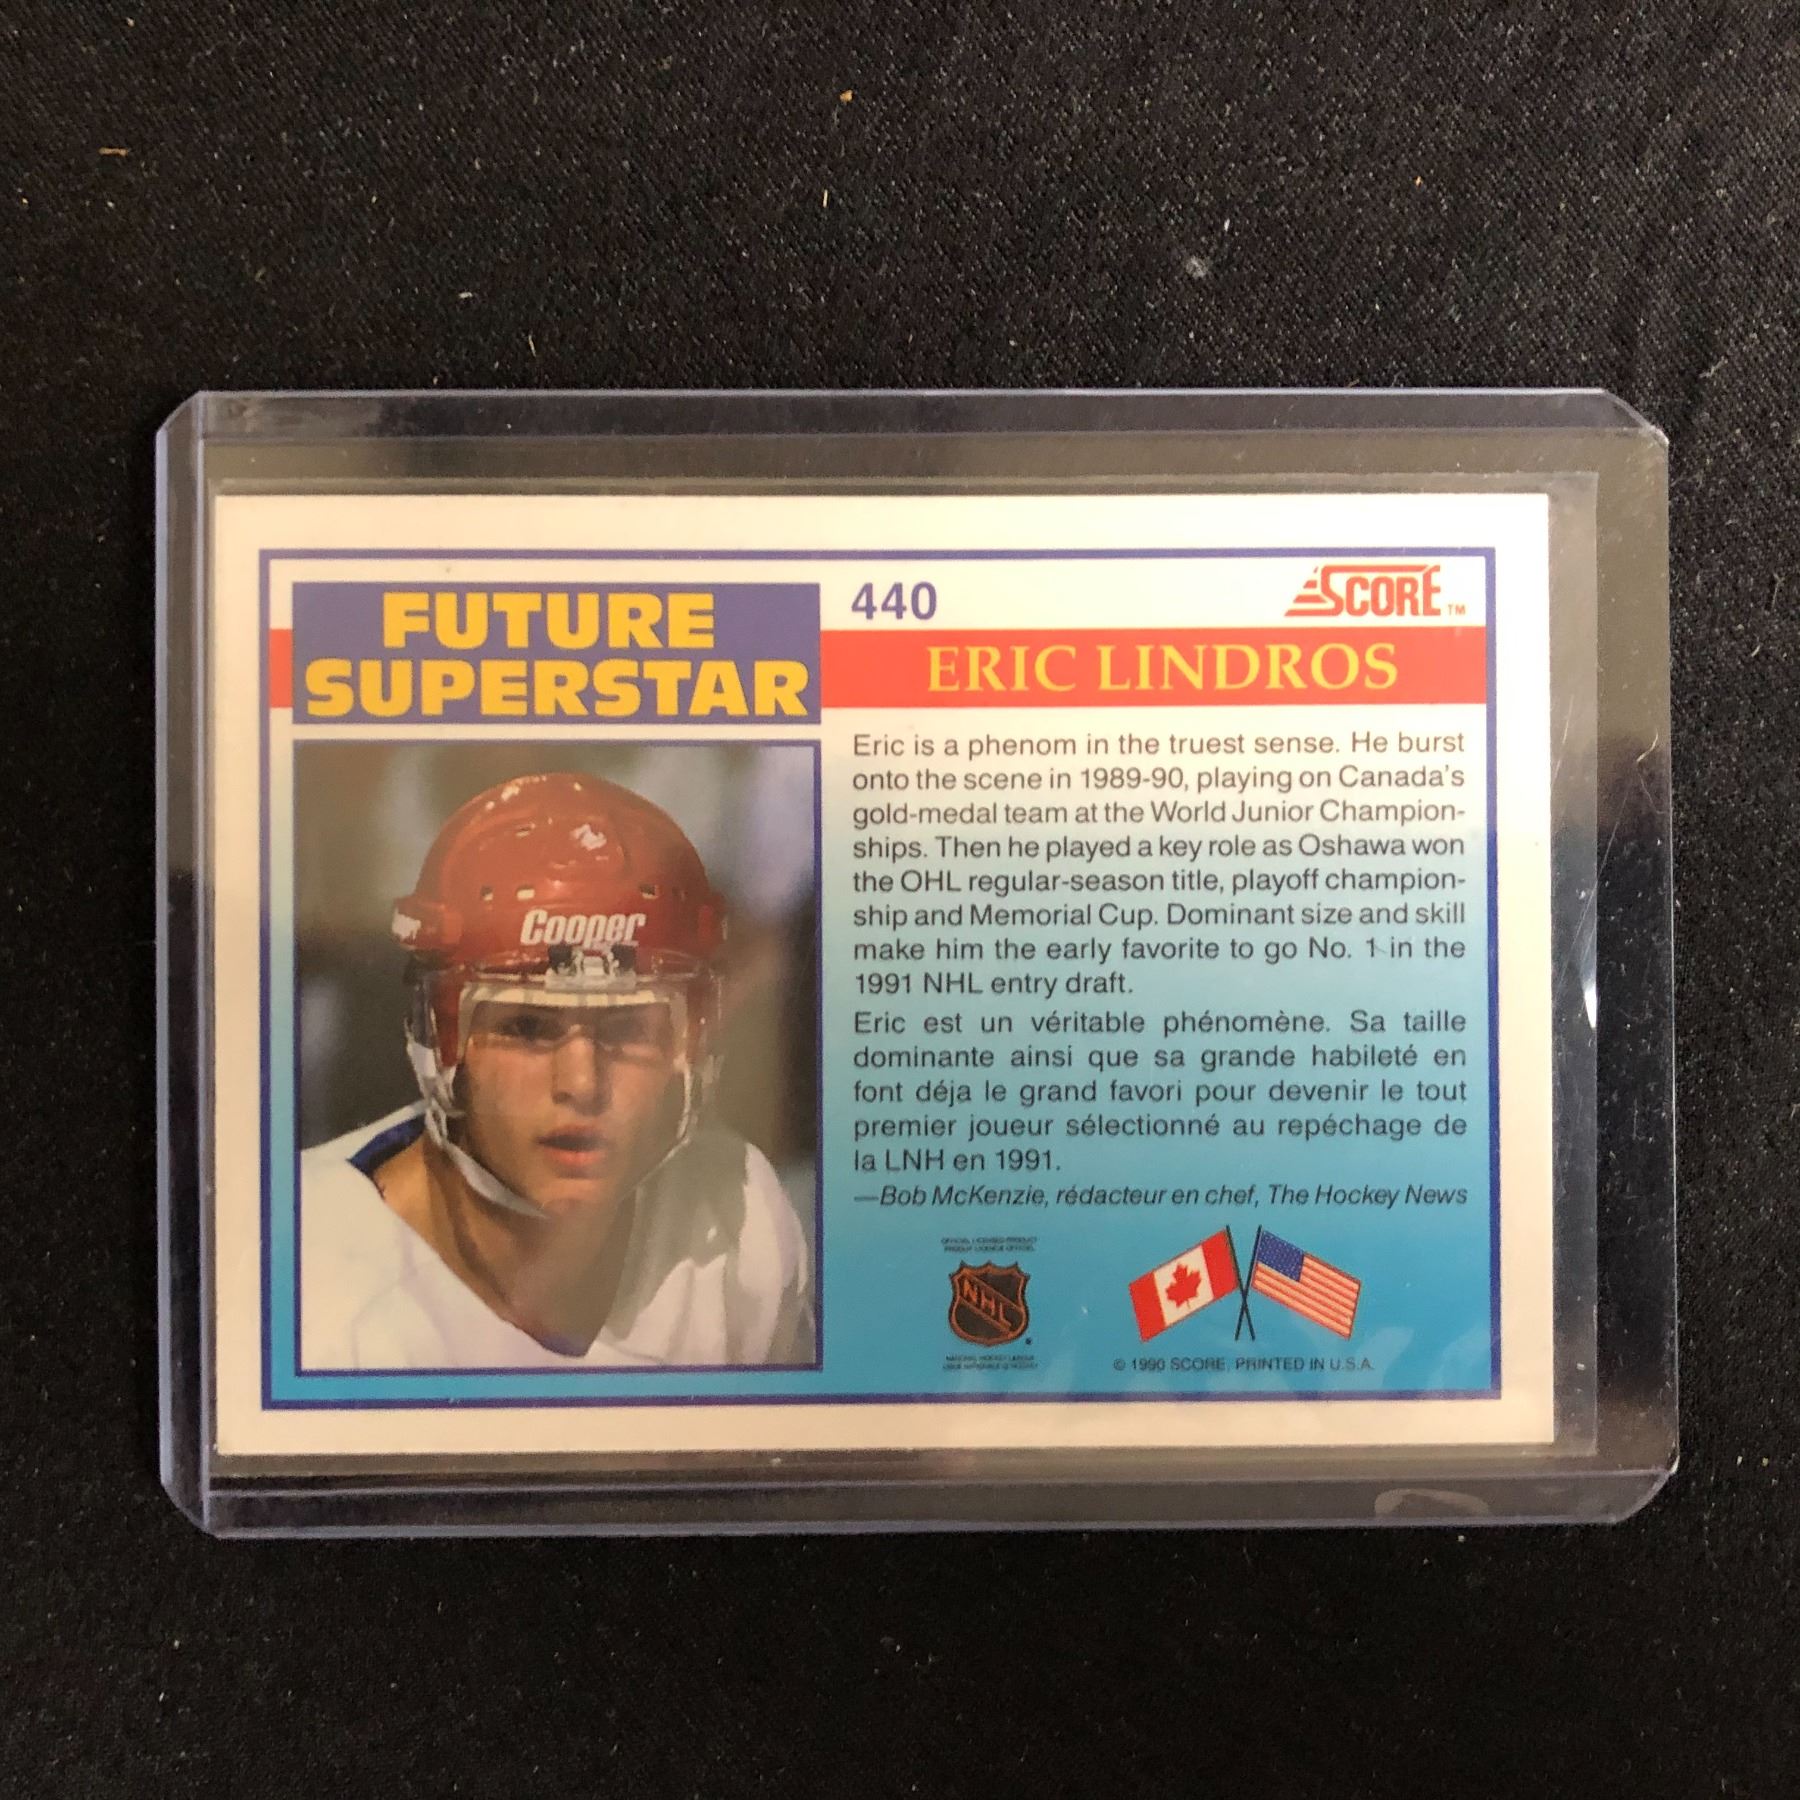 FUTURE
SUPERSTAR
440
SCORE™
ERIC LINDROS
Cooper
Eric is a phenom in the truest sense. He burst
onto the scene in 1989-90, playing on Canada's
gold-medal team at the World Junior Champion-
ships. Then he played a key role as Oshawa won
the OHL regular-season title, playoff champion-
ship and Memorial Cup. Dominant size and skill
make him the early favorite to go No. 1 in the
1991 NHL entry draft.
Eric est un véritable phénomène. Sa taille
dominante ainsi que sa grande habileté en
font déja le grand favori pour devenir le tout
premier joueur sélectionné au repéchage de
la LNH en 1991.
—Bob McKenzie, rédacteur en chef, The Hockey News
OFFICIAL LICENSED PRODUCT
NHL
© 1990 SCORE, PRINTED IN U.S.A.